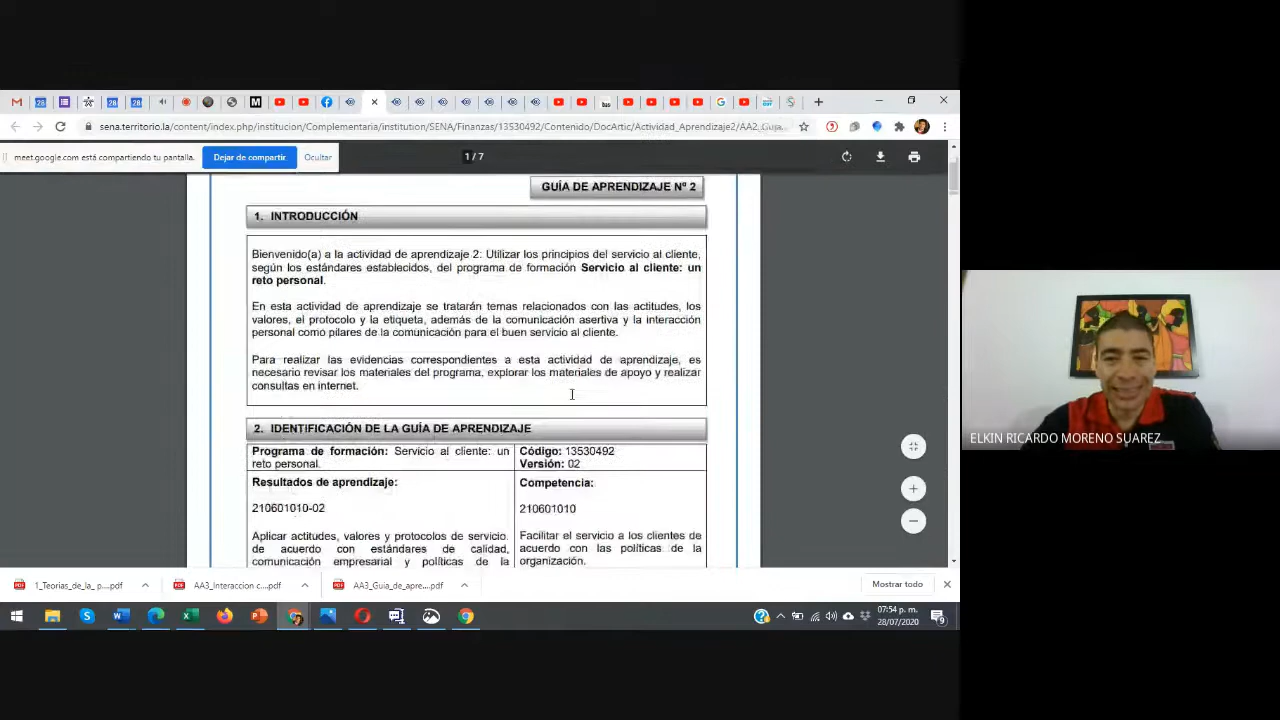 sena.territorio.la/content/index.php/institucion/Complementaria/institution/SENA/Finanzas/13530492/Contenido/DocArtic/Actividad_Aprendizaje2/AA2_Guia...
meet.google.com está compartiendo tu pantalla.
Dejar de compartir
Ocultar
1 / 7
GUÍA DE APRENDIZAJE Nº 2
1. INTRODUCCIÓN
Bienvenido(a) a la actividad de aprendizaje 2: Utilizar los principios del servicio al cliente,
según los estándares establecidos, del programa de formación Servicio al cliente: un
reto personal.
En esta actividad de aprendizaje se tratarán temas relacionados con las actitudes, los
valores, el protocolo y la etiqueta, además de la comunicación asertiva y la interacción
personal como pilares de la comunicación para el buen servicio al cliente.
Para realizar las evidencias correspondientes a esta actividad de aprendizaje, es
necesario revisar los materiales del programa, explorar los materiales de apoyo y realizar
consultas en internet.
2. IDENTIFICACIÓN DE LA GUÍA DE APRENDIZAJE
Programa de formación: Servicio al cliente: un
reto personal.
Código: 13530492
Versión: 02
Resultados de aprendizaje:
210601010-02
Aplicar actitudes, valores y protocolos de servicio.
de acuerdo con estándares de calidad,
comunicación empresarial y políticas de la
Competencia:
210601010
Facilitar el servicio a los clientes de
acuerdo con las políticas de la
organización.
ELKIN RICARDO MORENO SUAREZ
1_Teorias_de_la_p....pdf
AA3_Interaccion c....pdf
AA3_Guia_de_apre....pdf
Mostrar todo
07:54 p. m.
28/07/2020